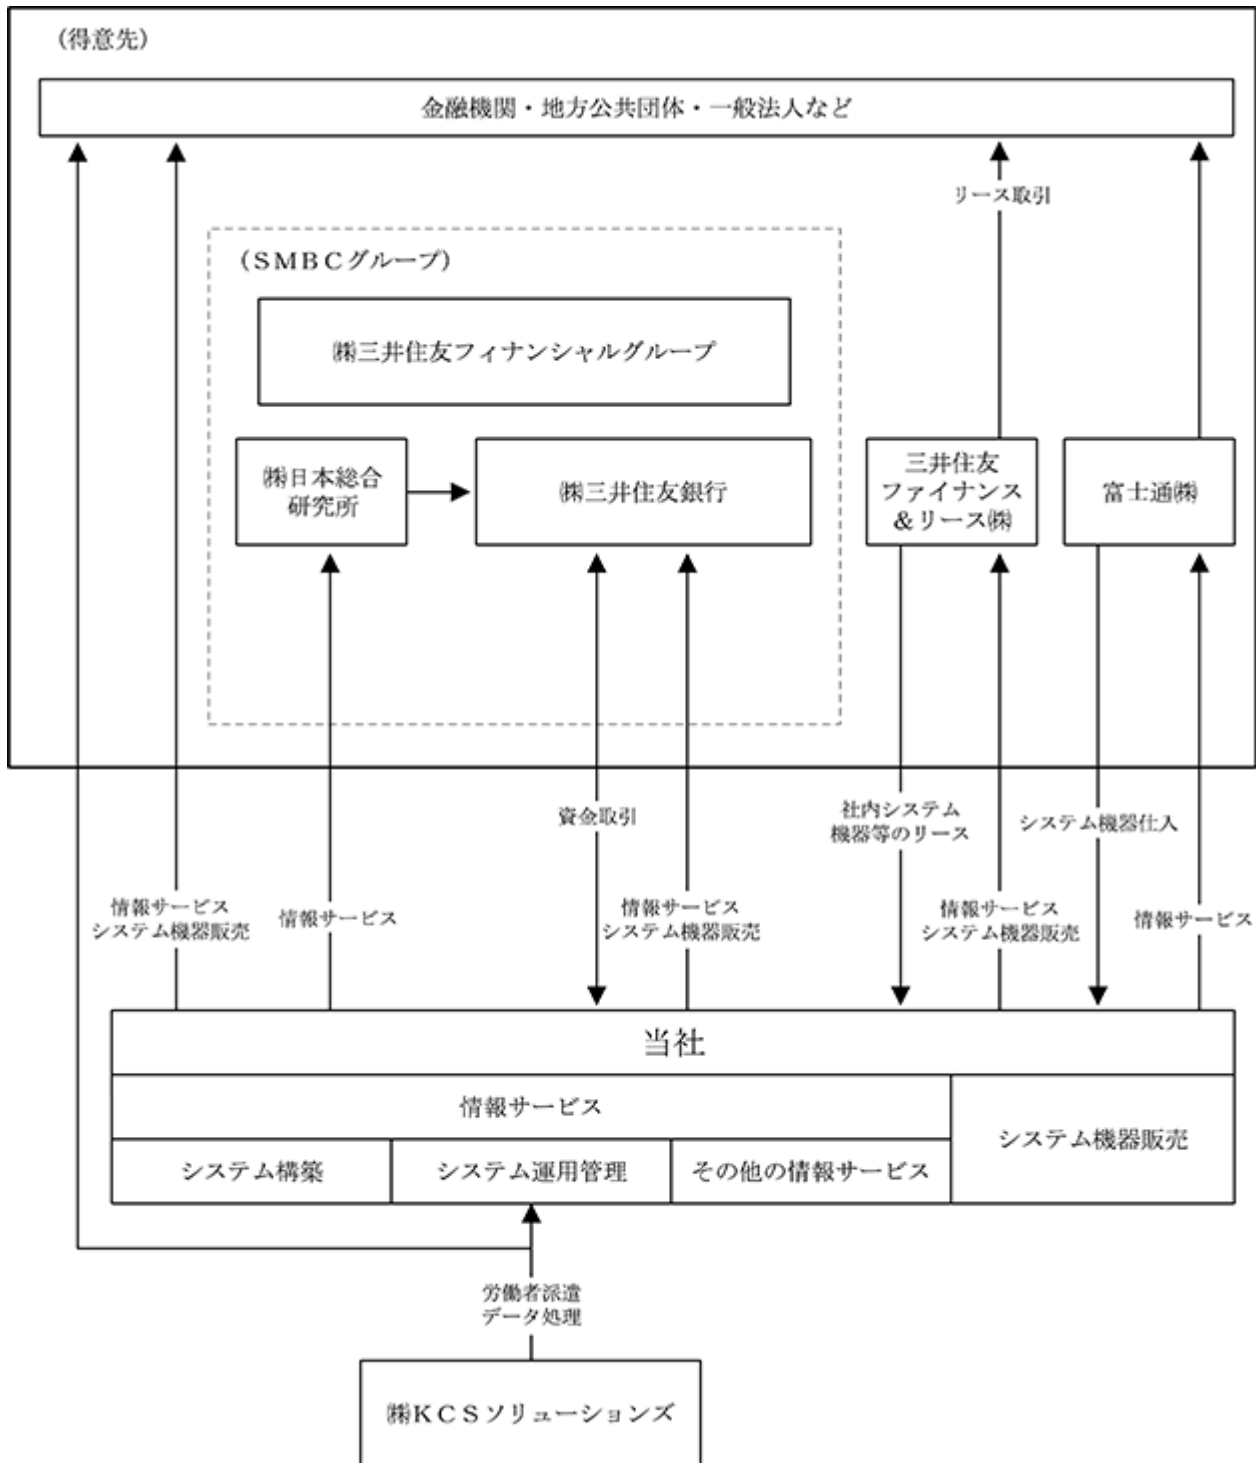 （得意先）
金融機関・地方公共団体・一般法人など
リース取引
（ＳＭＢＣグループ）
㈱三井住友フィナンシャルグループ
㈱日本総合
研究所
㈱三井住友銀行
三井住友
ファイナンス
＆リース㈱
富士通㈱
情報サービス
システム機器販売
情報サービス
資金取引
情報サービス
システム機器販売
社内システム
機器等のリース
情報サービス
システム機器販売
システム機器仕入
情報サービス
当社
情報サービス
システム機器販売
システム構築
システム運用管理
その他の情報サービス
労働者派遣
データ処理
㈱ＫＣＳソリューションズ